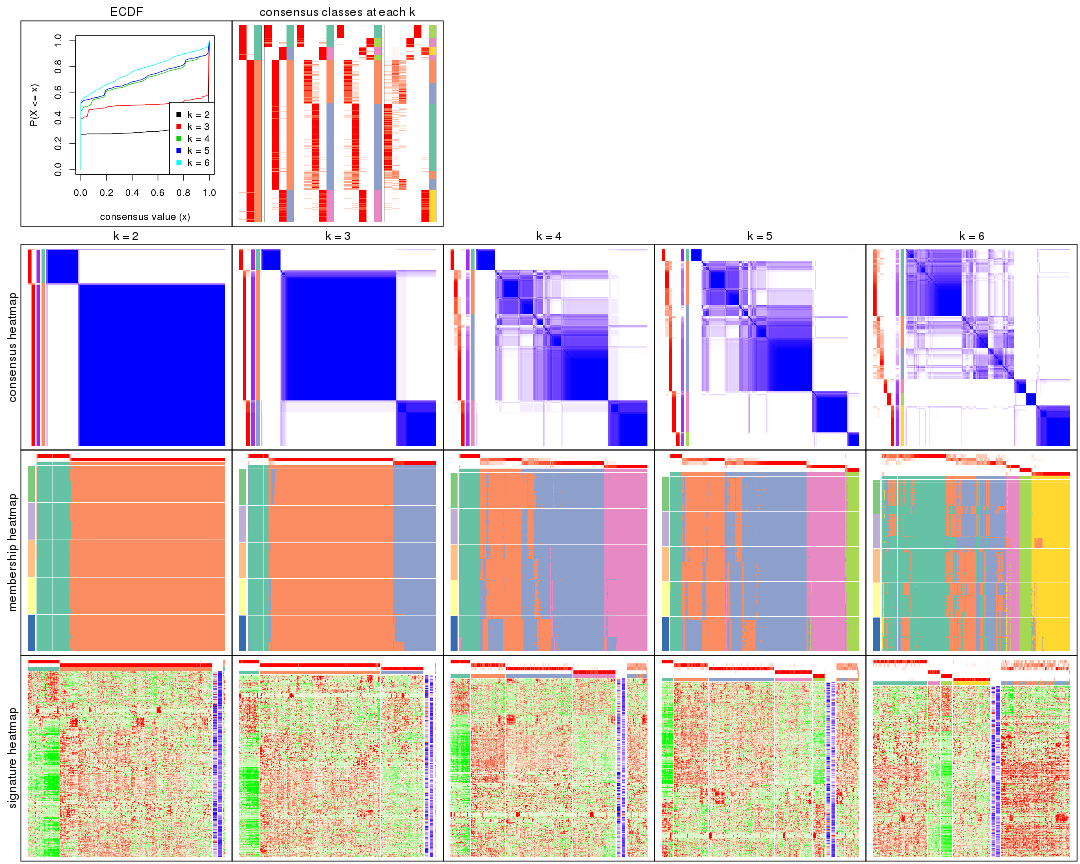 ECDF
consensus classes at each k
P(X <= x)
0.0 0.2 0.4 0.6 0.8 1.0
k = 2
k = 3
k = 4
k = 5
k = 6
0.0 0.2 0.4 0.6 0.8 1.0
consensus value (x)
k = 2 k = 3 k = 4 k = 5 k = 6
consensus heatmap
membership heatmap
signature heatmap